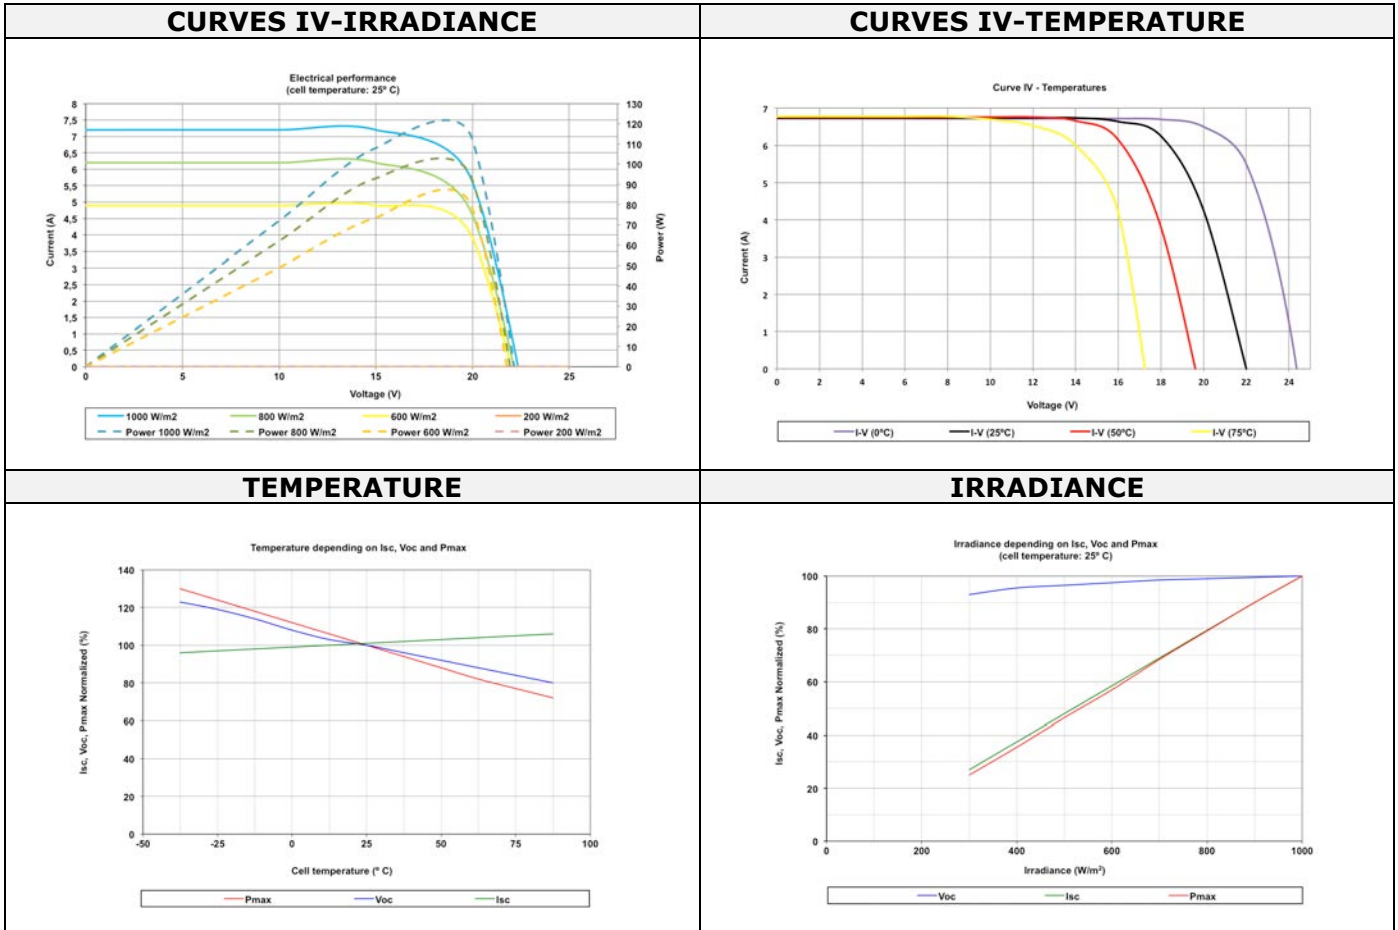 CURVES IV-IRRADIANCE
Electrical performance
(cell temperature: 25º C)
8
7,5
7
6,5
6
5,5
5
4,5
4
3,5
3
2,5
2
1,5
1
0,5
0
Current (A)
130
120
110
100
90
80
70
60
50
40
30
20
10
0
Power (W)
0 5 10 15 20 25
Voltage (V)
1000 W/m2 800 W/m2 600 W/m2 200 W/m2
Power 1000 W/m2 Power 800 W/m2 Power 600 W/m2 Power 200 W/m2
CURVES IV-TEMPERATURE
Curve IV - Temperatures
7
6
5
4
3
2
1
0
Current (A)
0 2 4 6 8 10 12 14 16 18 20 22 24
Voltage (V)
I-V (0ºC) I-V (25ºC) I-V (50ºC) I-V (75ºC)
TEMPERATURE
Temperature depending on Isc, Voc and Pmax
140
120
100
80
60
40
20
0
Isc, Voc, Pmax Normalized (%)
-50 -25 0 25 50 75 100
Cell temperature (º C)
Pmax Voc Isc
IRRADIANCE
Irradiance depending on Isc, Voc and Pmax
(cell temperature: 25º C)
100
80
60
40
20
0
Isc, Voc, Pmax Normalized (%)
0 200 400 600 800 1000
Irradiance (W/m²)
Voc Isc Pmax